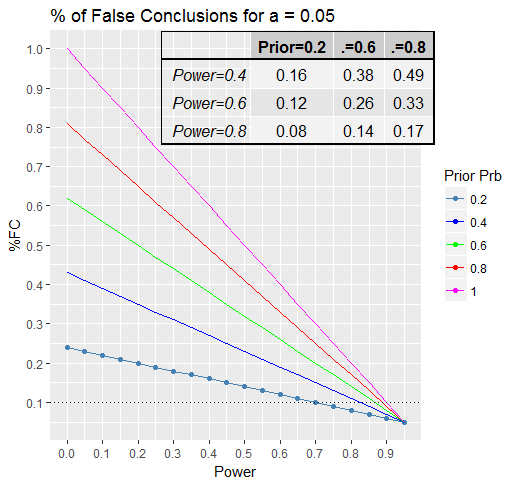 % of False Conclusions for a = 0.05
Prior=0.2 .=0.6 .=0.8
Power=0.4 0.16 0.38 0.49
Power=0.6 0.12 0.26 0.33
Power=0.8 0.08 0.14 0.17
1.0
0.9
0.8
0.7
0.6
0.5
0.4
0.3
0.2
0.1
%FC
0.0 0.1 0.2 0.3 0.4 0.5 0.6 0.7 0.8 0.9
Power
Prior Prb
0.2
0.4
0.6
0.8
1